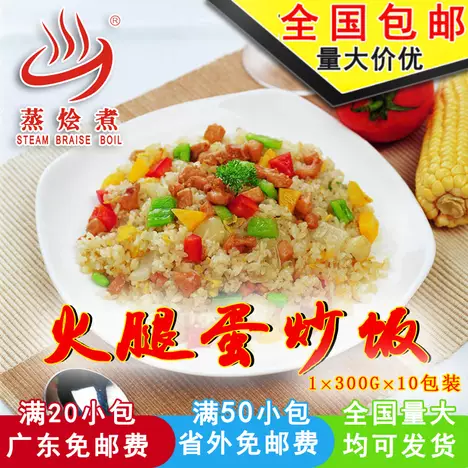 全国包邮
量大价优
®
蒸烩煮
STEAM BRAISE BOIL
火腿蛋炒饭
1×300G×10包装
满20小包
广东免邮费
满50小包
省外免邮费
全国量大
均可发货